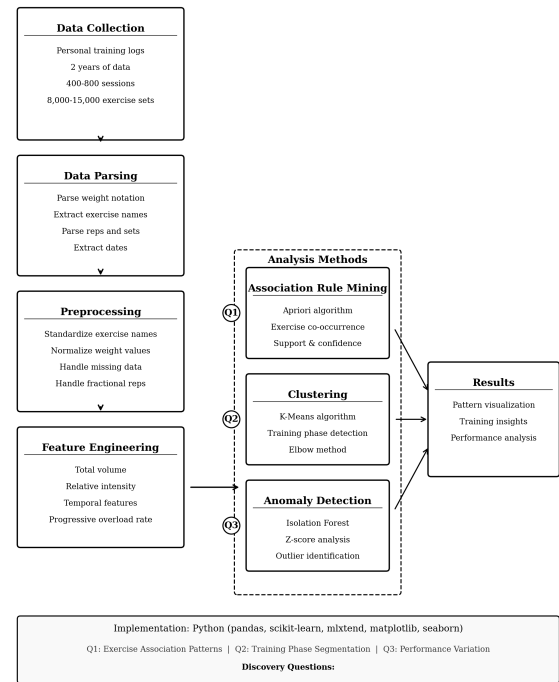 Data Collection
Personal training logs
2 years of data
400-800 sessions
8,000-15,000 exercise sets
Data Parsing
Parse weight notation
Extract exercise names
Parse reps and sets
Extract dates
Preprocessing
Standardize exercise names
Normalize weight values
Handle missing data
Handle fractional reps
Feature Engineering
Total volume
Relative intensity
Temporal features
Progressive overload rate
Analysis Methods
Q1
Association Rule Mining
Apriori algorithm
Exercise co-occurrence
Support & confidence
Q2
Clustering
K-Means algorithm
Training phase detection
Elbow method
Q3
Anomaly Detection
Isolation Forest
Z-score analysis
Outlier identification
Results
Pattern visualization
Training insights
Performance analysis
Implementation: Python (pandas, scikit-learn, mlxtend, matplotlib, seaborn)
Q1: Exercise Association Patterns | Q2: Training Phase Segmentation | Q3: Performance Variation
Discovery Questions: